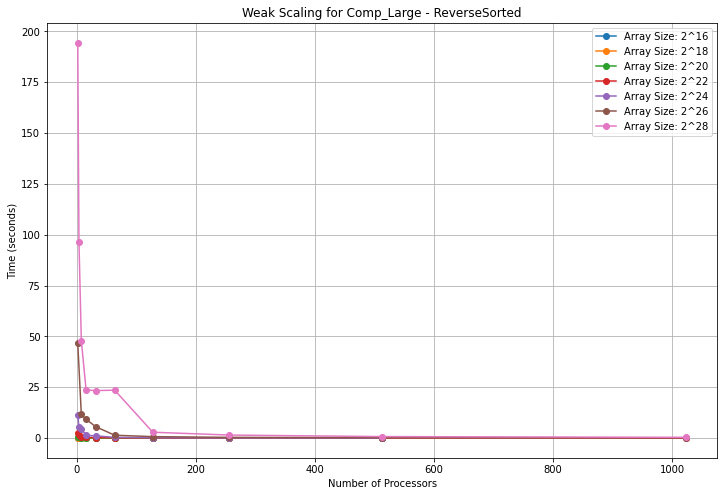 Weak Scaling for Comp_Large - ReverseSorted
Array Size: 2^16
Array Size: 2^18
Array Size: 2^20
Array Size: 2^22
Array Size: 2^24
Array Size: 2^26
Array Size: 2^28
Time (seconds)
200
175
150
125
100
75
50
25
0
0 200 400 600 800 1000
Number of Processors